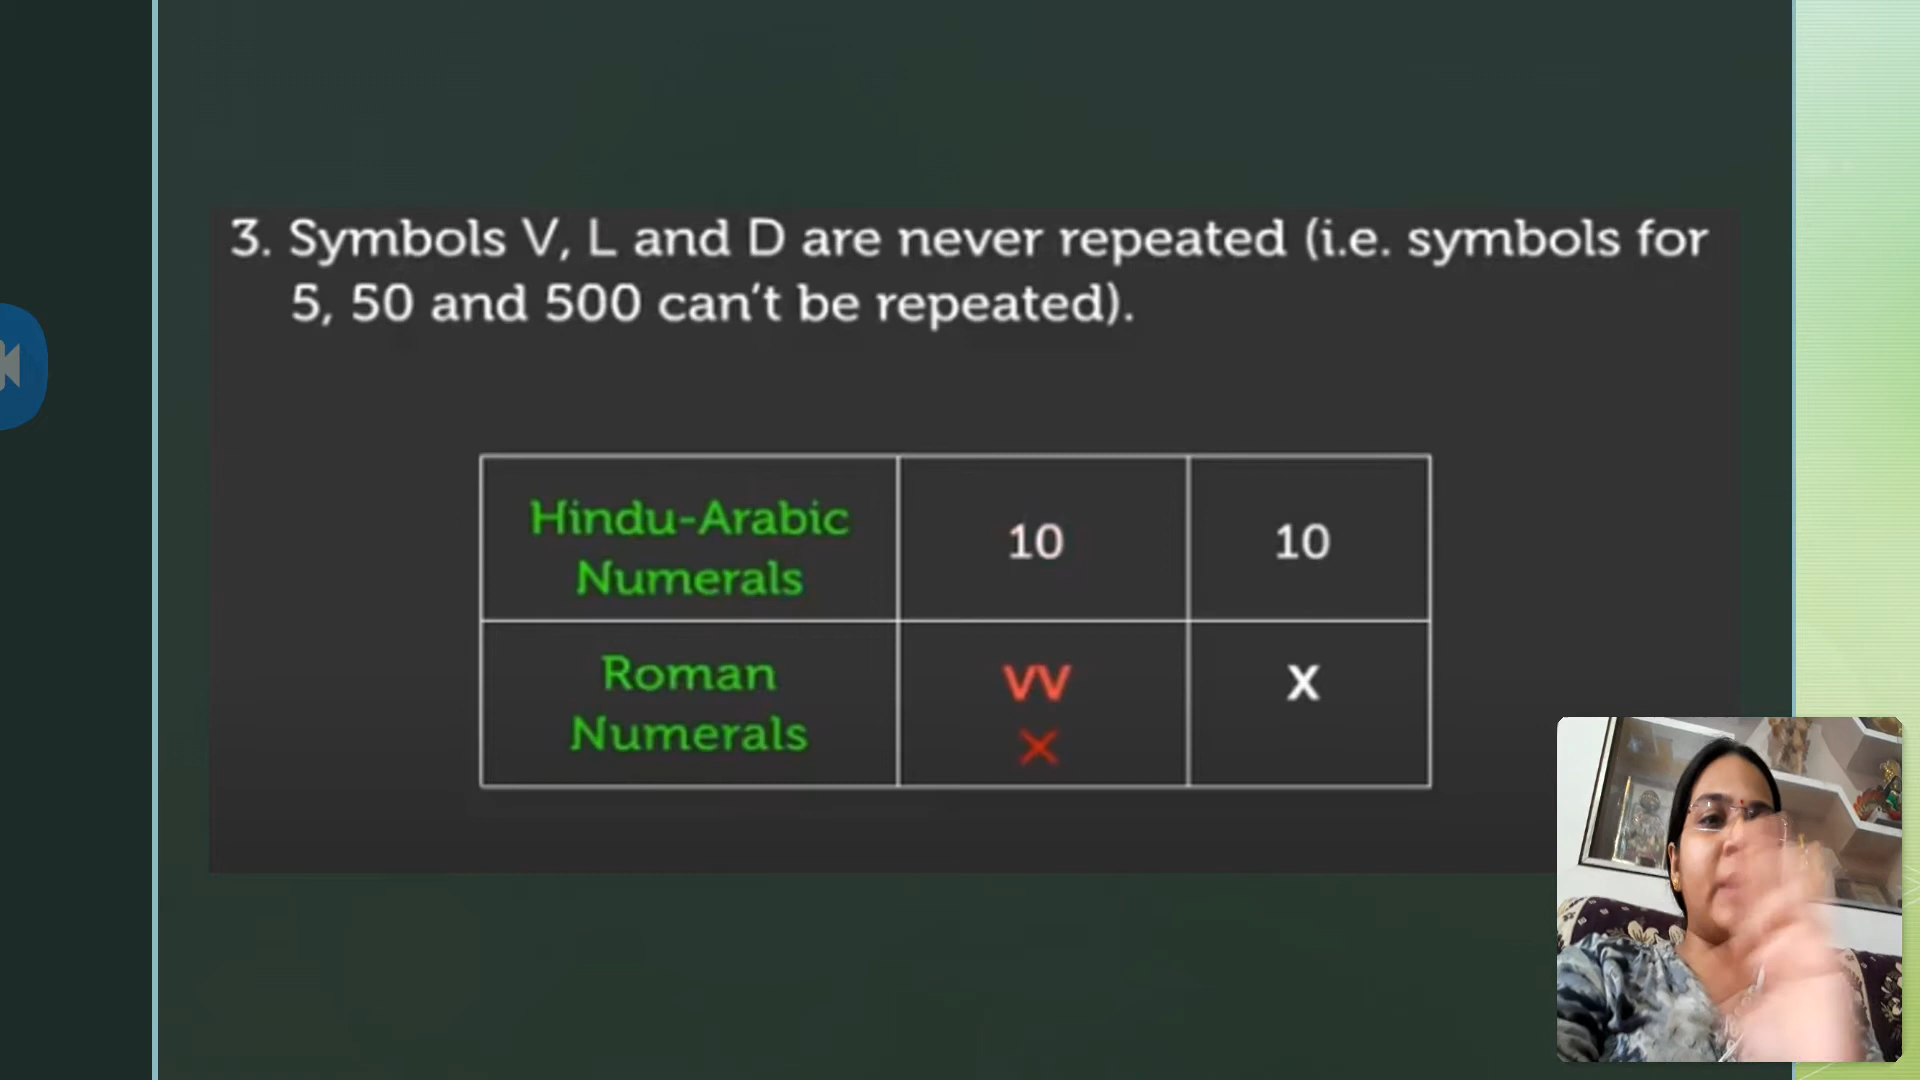 3. Symbols V, L and D are never repeated (i.e. symbols for
5, 50 and 500 can't be repeated).
Hindu-Arabic
Numerals
10
10
Roman
Numerals
VV
X